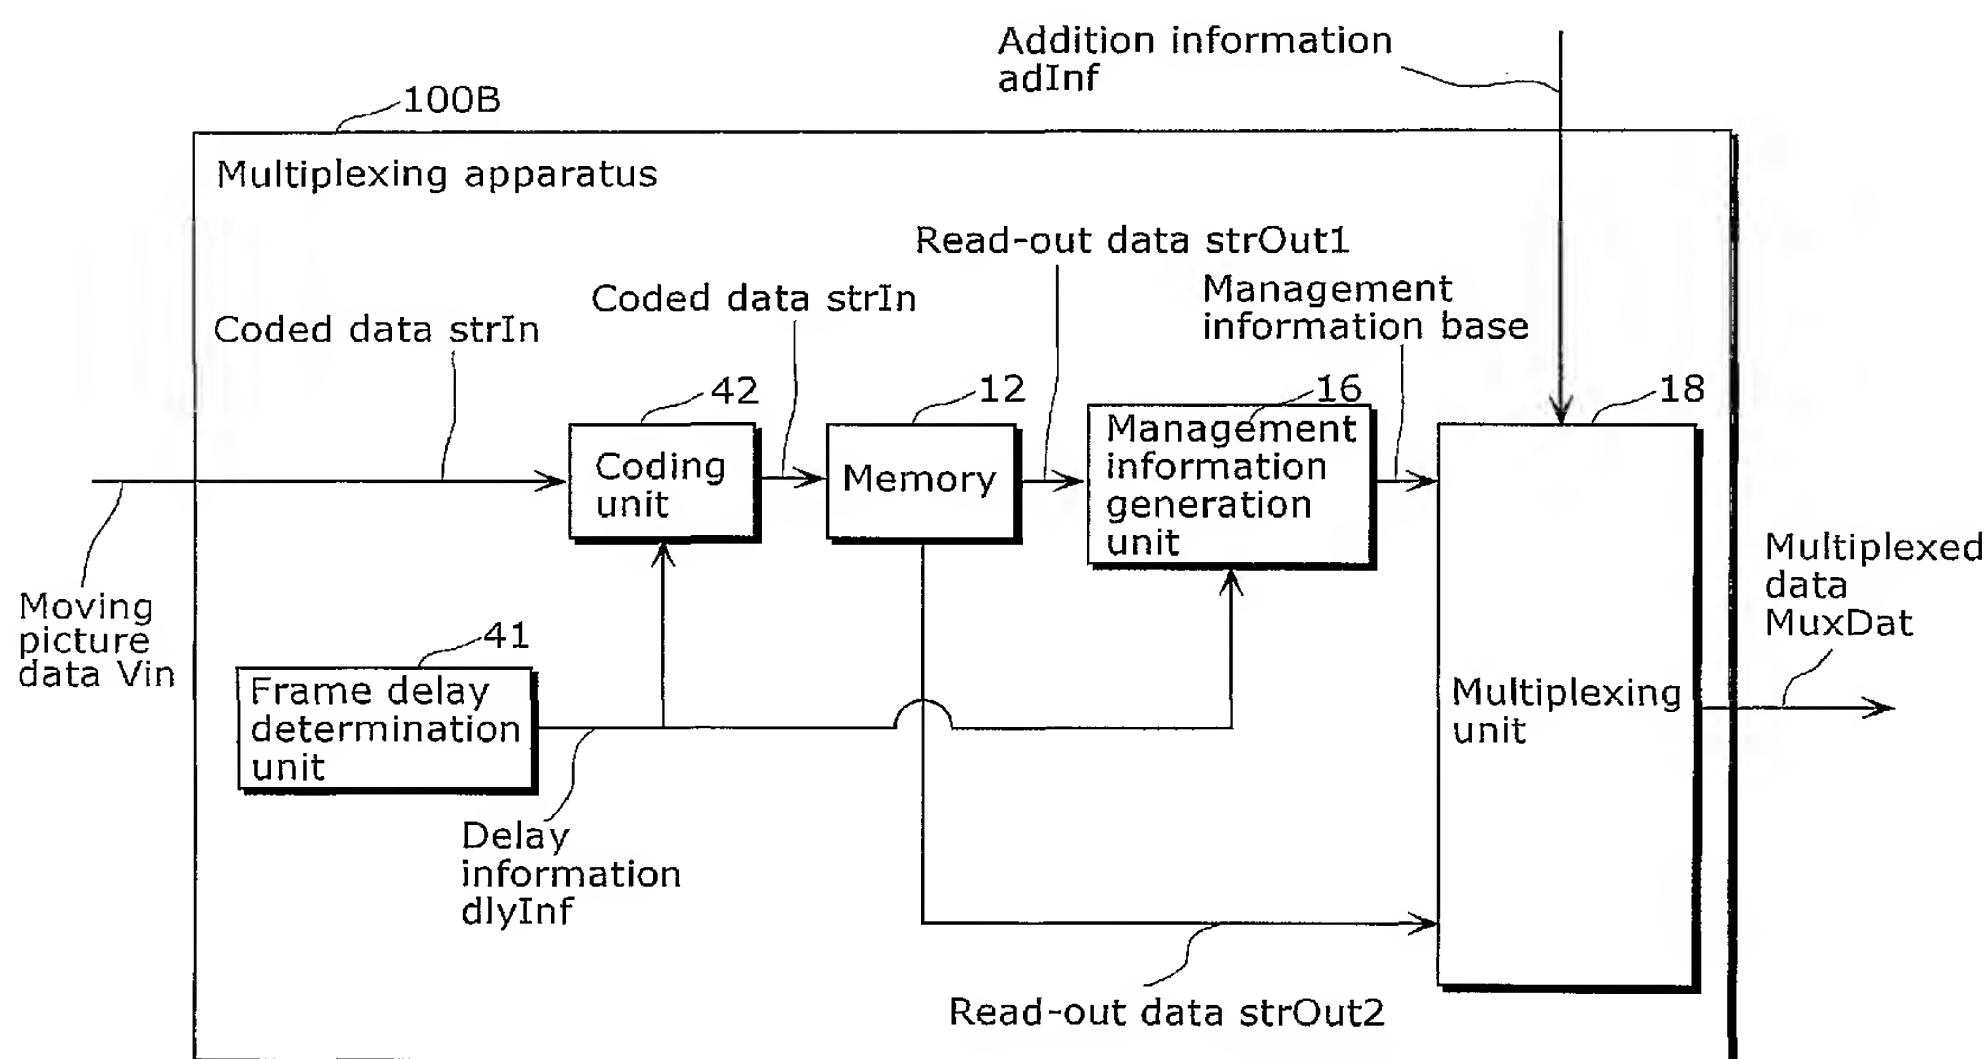 Addition information
adInf
100B
Multiplexing apparatus
Read-out data strOut1
Coded data strIn
Management
information base
Coded data strIn
42
12
16
18
Coding
unit
Memory
Management
information
generation
unit
Multiplexed
data
MuxDat
Moving
picture
data Vin
41
Frame delay
determination
unit
Multiplexing
unit
Delay
information
dlyInf
Read-out data strOut2